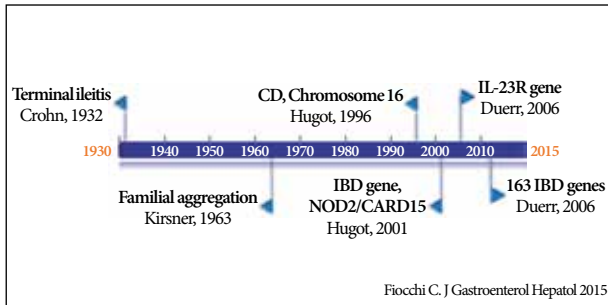 Terminal ileitis
Crohn, 1932
CD, Chromosome 16
Hugot, 1996
IL-23R gene
Duerr, 2006
1930 1940 1950 1960 1970 1980 1990 2000 2010 2015
Familial aggregation
Kirsner, 1963
IBD gene,
NOD2/CARD15
Hugot, 2001
163 IBD genes
Duerr, 2006
Fiocchi C. J Gastroenterol Hepatol 2015